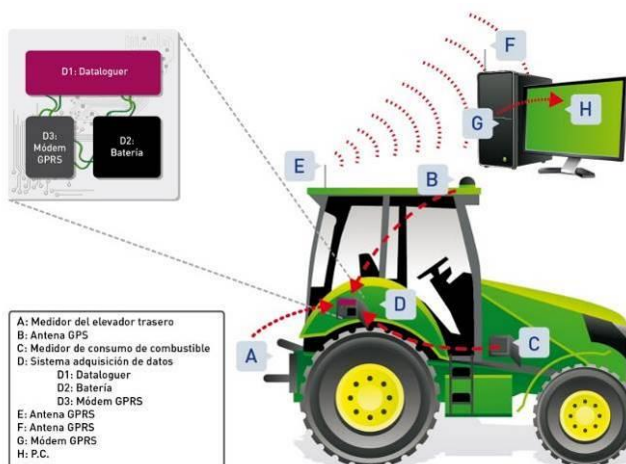 D1: Dataloguer
D3:
Módem
GPRS
D2:
Batería
E
B
F
G
H
D
A
C
A: Medidor del elevador trasero
B: Antena GPS
C: Medidor de consumo de combustible
D: Sistema adquisición de datos
D1: Dataloguer
D2: Batería
D3: Módem GPRS
E: Antena GPRS
F: Antena GPRS
G: Módem GPRS
H: P.C.